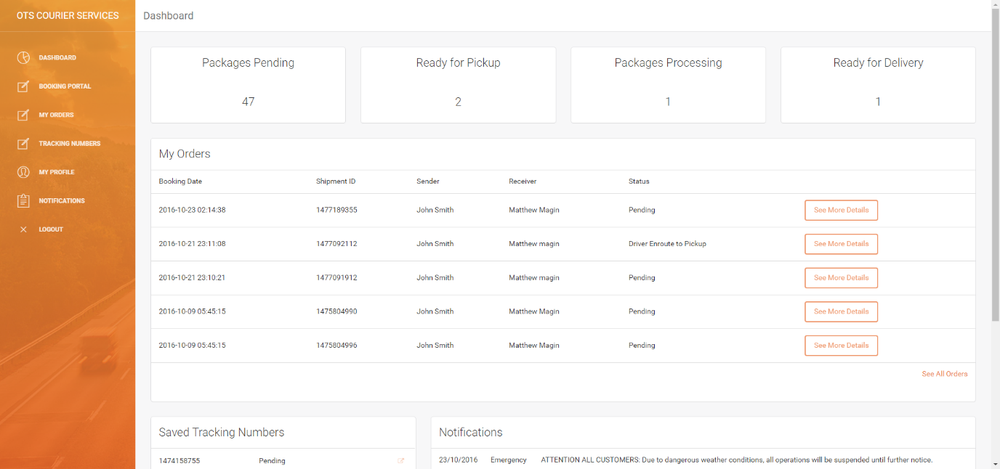 OTS COURIER SERVICES
Dashboard
DASHBOARD
BOOKING PORTAL
MY ORDERS
TRACKING NUMBERS
MY PROFILE
NOTIFICATIONS
LOGOUT
Packages Pending
47
Ready for Pickup
2
Packages Processing
1
Ready for Delivery
1
My Orders
Booking Date Shipment ID Sender Receiver Status
2016-10-23 02:14:38 1477189355 John Smith Matthew Magin Pending See More Details
2016-10-21 23:11:08 1477092112 John Smith Matthew magin Driver Enroute to Pickup See More Details
2016-10-21 23:10:21 1477091912 John Smith Matthew magin Pending See More Details
2016-10-09 05:45:15 1475804990 John Smith Matthew Magin Pending See More Details
2016-10-09 05:45:15 1475804996 John Smith Matthew Magin Pending See More Details
See All Orders
Saved Tracking Numbers
1474158755 Pending
Notifications
23/10/2016 Emergency ATTENTION ALL CUSTOMERS: Due to dangerous weather conditions, all operations will be suspended until further notice.